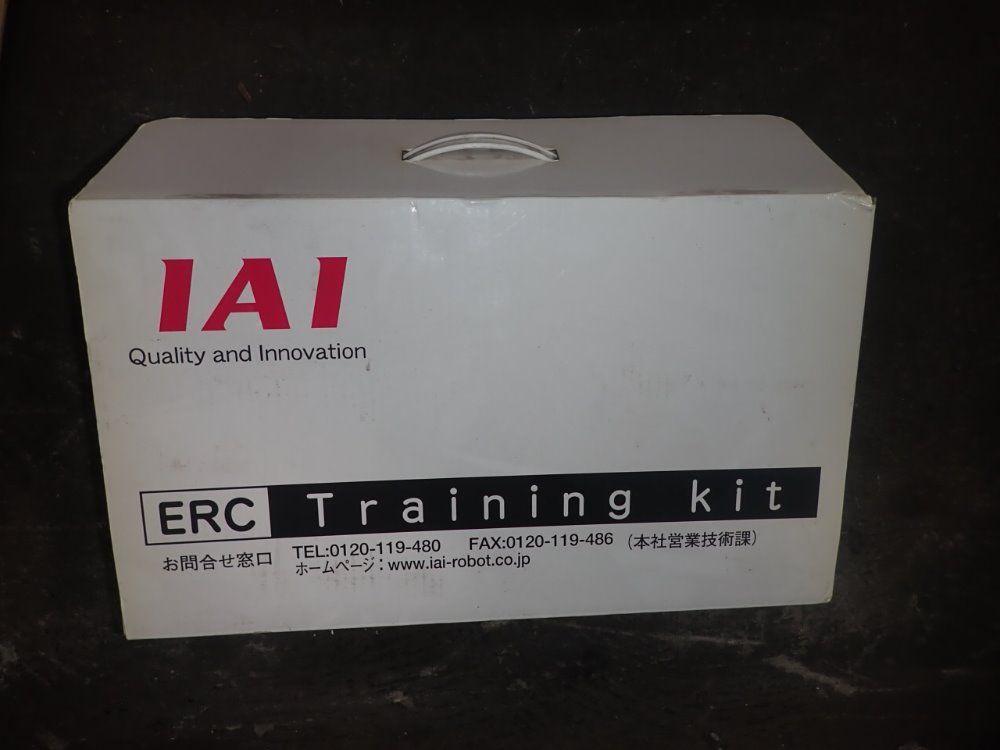 IAI
Quality and Innovation
ERC Training kit
お問合せ窓口 TEL:0120-119-480 FAX:0120-119-486 (本社営業技術課)
ホームページ:www.iai-robot.co.jp